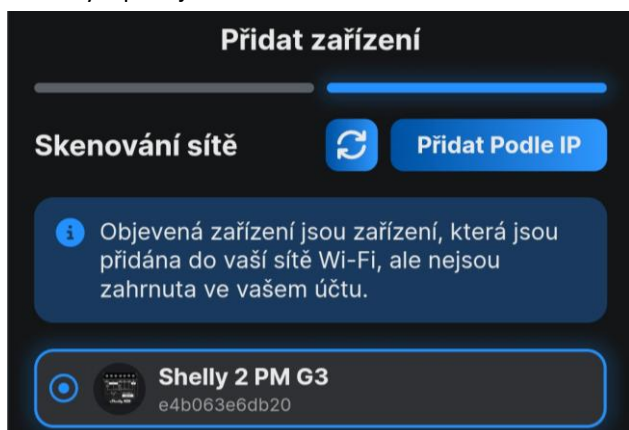 Přidat zařízení
Skenování sítě
Přidat Podle IP
Objevená zařízení jsou zařízení, která jsou
přidána do vaší sítě Wi-Fi, ale nejsou
zahrnuta ve vašem účtu.
Shelly 2 PM G3
e4b063e6db20